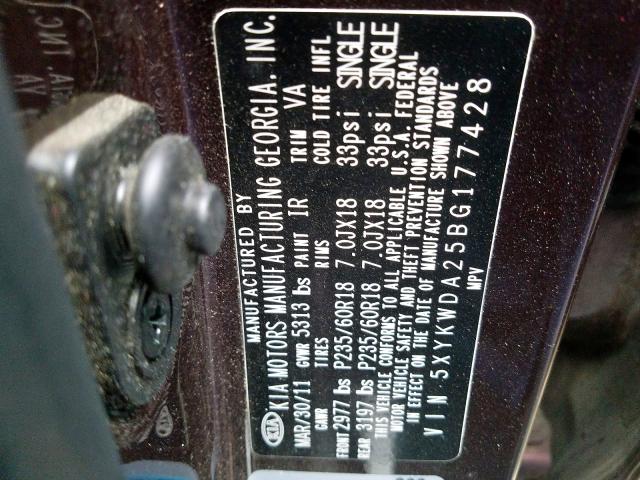 MANUFACTURED BY
KIA KIA MOTORS MANUFACTURING GEORGIA, INC.
MAR/30/11 GVWR 5313 lbs PAINT IR TRIM VA
GAWR TIRES RIMS COLD TIRE INFL
FRONT 2977 lbs P235/60R18 7.0JX18 33psi SINGLE
REAR 3197 lbs P235/60R18 7.0JX18 33psi SINGLE
THIS VEHICLE CONFORMS TO ALL APPLICABLE U.S.A. FEDERAL
MOTOR VEHICLE SAFETY AND THEFT PREVENTION STANDARDS
IN EFFECT ON THE DATE OF MANUFACTURE SHOWN ABOVE
VIN 5XYKWDA25BG177428
MPV